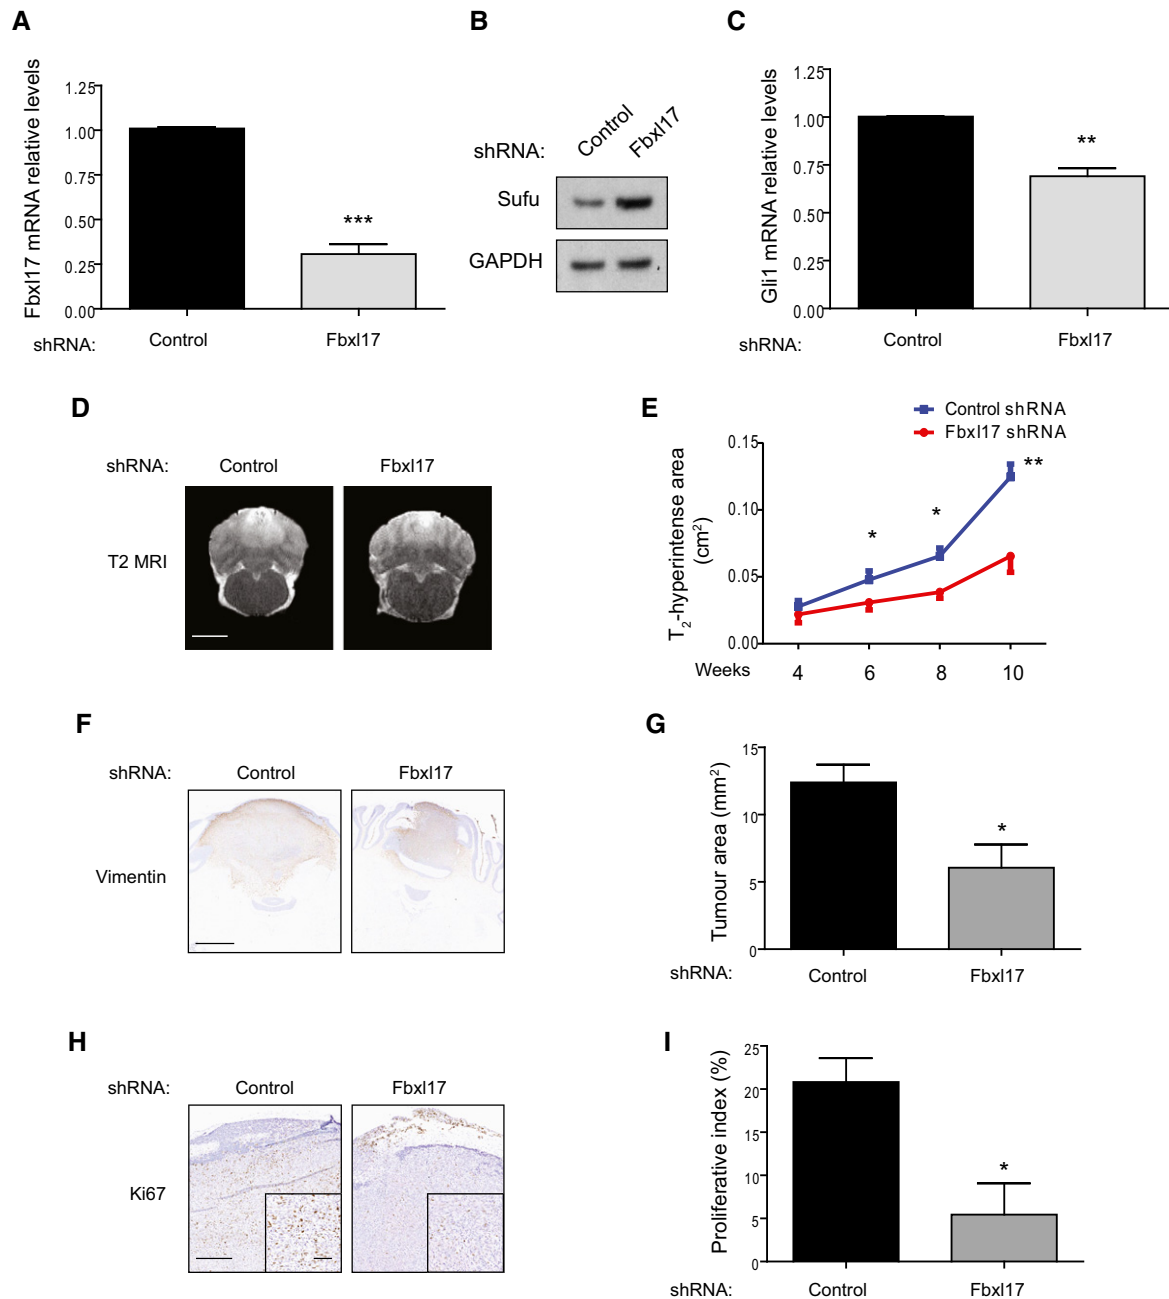 A
Fbxl17 mRNA relative levels
1.25
1.00
0.75
0.50
0.25
0.00
***
shRNA:
Control
Fbxl17
B
shRNA:
Control
Fbxl17
Sufu
GAPDH
C
Gli1 mRNA relative levels
1.25
1.00
0.75
0.50
0.25
0.00
**
shRNA:
Control
Fbxl17
D
shRNA:
Control
Fbxl17
T2 MRI
E
Control shRNA
Fbxl17 shRNA
T₂-hyperintense area
(cm²)
0.15
0.10
0.05
0.00
*
*
**
Weeks
4
6
8
10
F
shRNA:
Control
Fbxl17
Vimentin
G
Tumour area (mm²)
15
10
5
0
*
shRNA:
Control
Fbxl17
H
shRNA:
Control
Fbxl17
Ki67
I
Proliferative index (%)
25
20
15
10
5
0
*
shRNA:
Control
Fbxl17